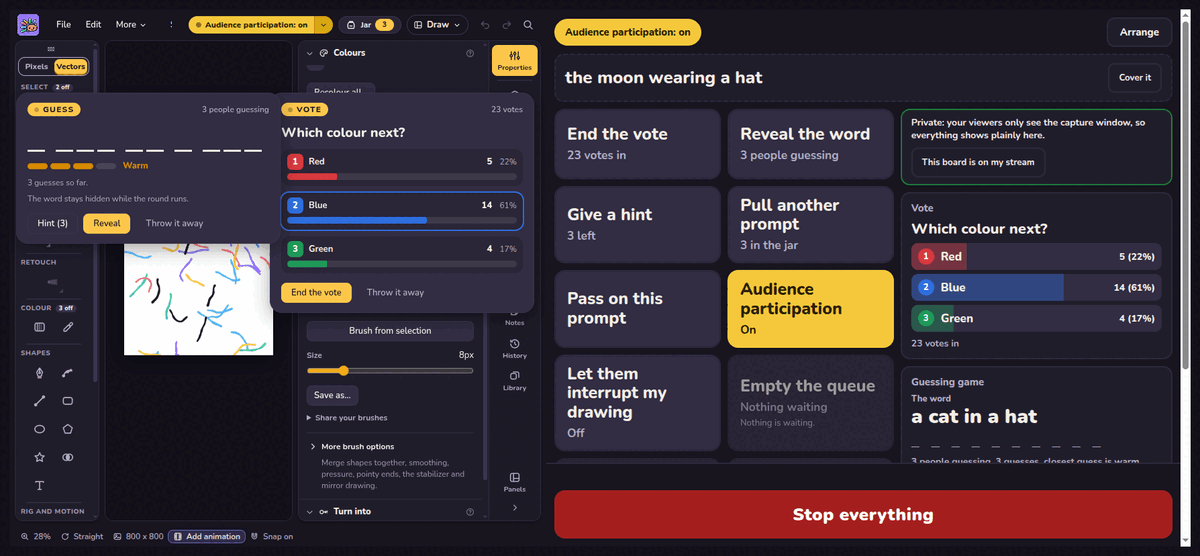 File Edit More
Audience participation: on
Jar 3
Draw
Pixels Vectors
SELECT 2 off
GUESS
3 people guessing
Warm
3 guesses so far.
The word stays hidden while the round runs.
Hint (3) Reveal Throw it away
RETOUCH
COLOUR 3 off
SHAPES
T
RIG AND MOTION
Colours
Recolour all
VOTE
23 votes
Which colour next?
1 Red 5 22%
2 Blue 14 61%
3 Green 4 17%
End the vote Throw it away
Brush from selection
Size 8px
Save as...
Share your brushes
More brush options
Merge shapes together, smoothing,
pressure, pointy ends, the stabilizer and
mirror drawing.
Turn into
Properties
Notes
History
Library
Panels
28% Straight 800 x 800 Add animation Snap on
Audience participation: on
Arrange
the moon wearing a hat
Cover it
End the vote
23 votes in
Reveal the word
3 people guessing
Give a hint
3 left
Pull another
prompt
3 in the jar
Pass on this
prompt
Audience
participation
On
Let them
interrupt my
drawing
Off
Empty the queue
Nothing waiting
Nothing is waiting.
Private: your viewers only see the capture window, so
everything shows plainly here.
This board is on my stream
Vote
Which colour next?
1 Red 5 (22%)
2 Blue 14 (61%)
3 Green 4 (17%)
23 votes in
Guessing game
The word
a cat in a hat
3 people guessing, 3 guesses, closest guess is warm
Stop everything